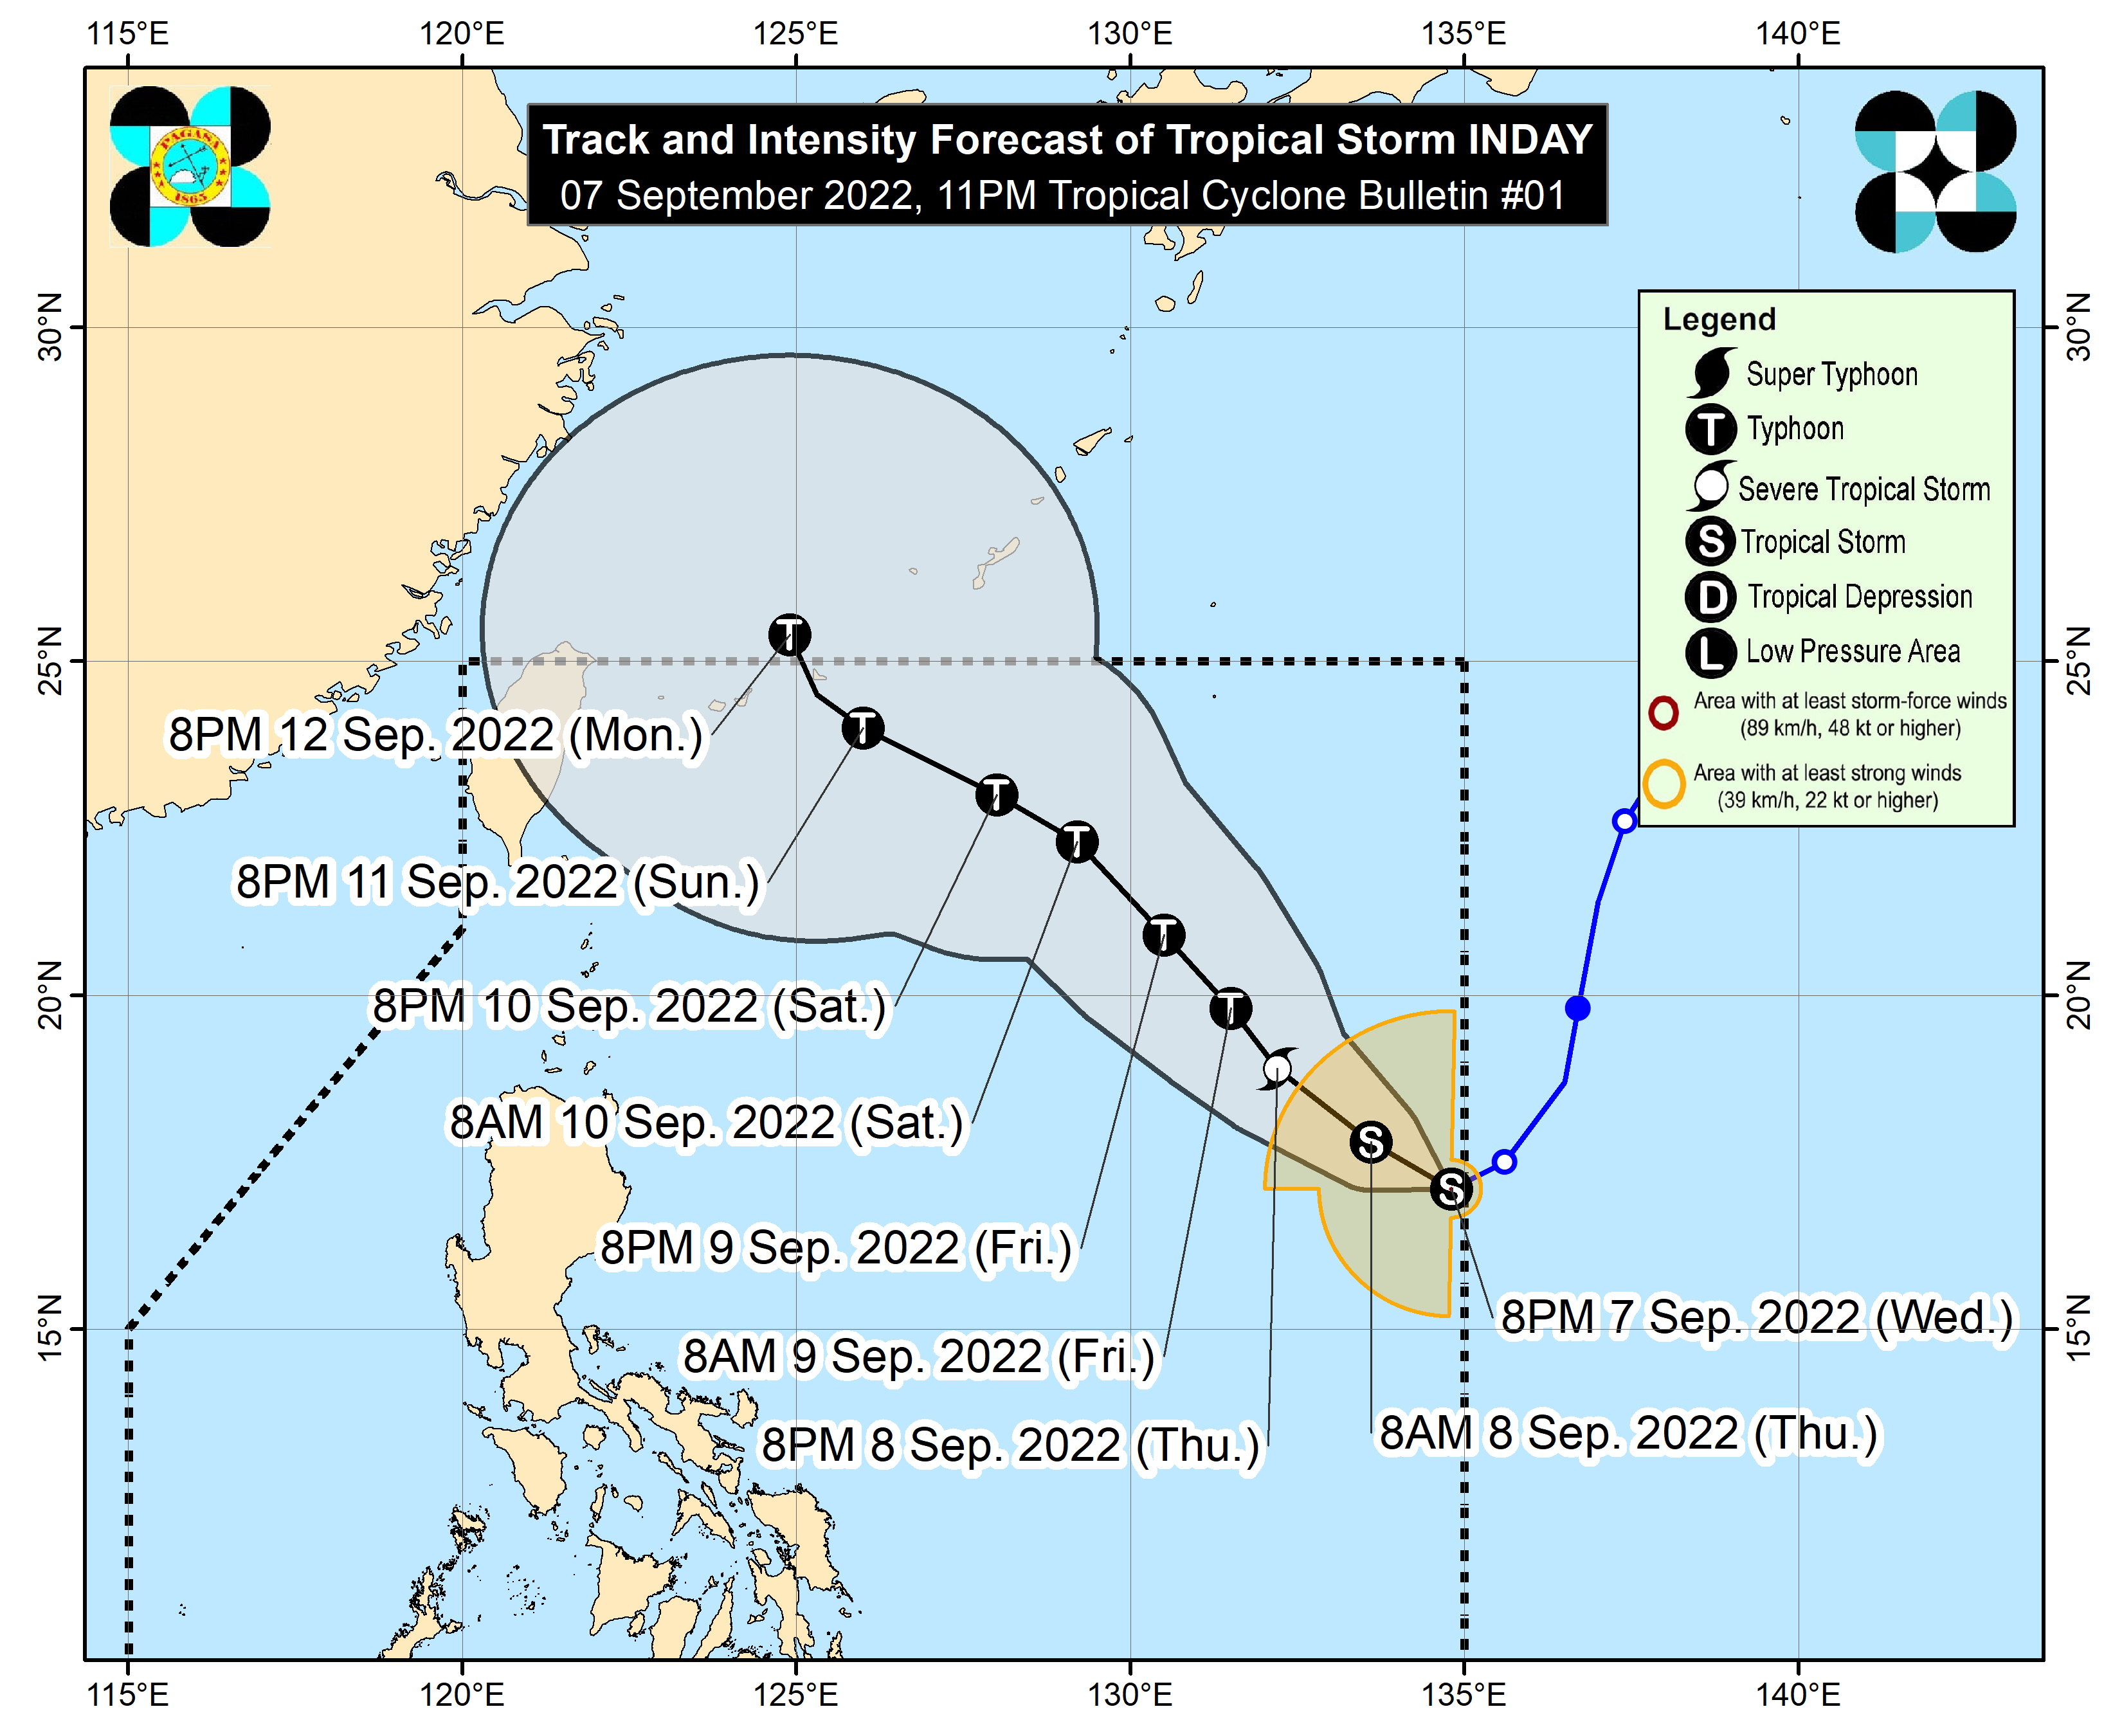 115°E 120°E 125°E 130°E 135°E 140°E
PAGASA
1865
Track and Intensity Forecast of Tropical Storm INDAY
07 September 2022, 11PM Tropical Cyclone Bulletin #01
30°N
30°N
Legend
Super Typhoon
T Typhoon
Severe Tropical Storm
S Tropical Storm
D Tropical Depression
L Low Pressure Area
Area with at least storm-force winds
(89 km/h, 48 kt or higher)
Area with at least strong winds
(39 km/h, 22 kt or higher)
25°N
25°N
T
T
8PM 12 Sep. 2022 (Mon.)
T
T
8PM 11 Sep. 2022 (Sun.)
T
20°N
20°N
T
8PM 10 Sep. 2022 (Sat.)
8AM 10 Sep. 2022 (Sat.)
S
S
8PM 9 Sep. 2022 (Fri.)
15°N
15°N
8PM 7 Sep. 2022 (Wed.)
8AM 9 Sep. 2022 (Fri.)
8AM 8 Sep. 2022 (Thu.)
8PM 8 Sep. 2022 (Thu.)
115°E 120°E 125°E 130°E 135°E 140°E